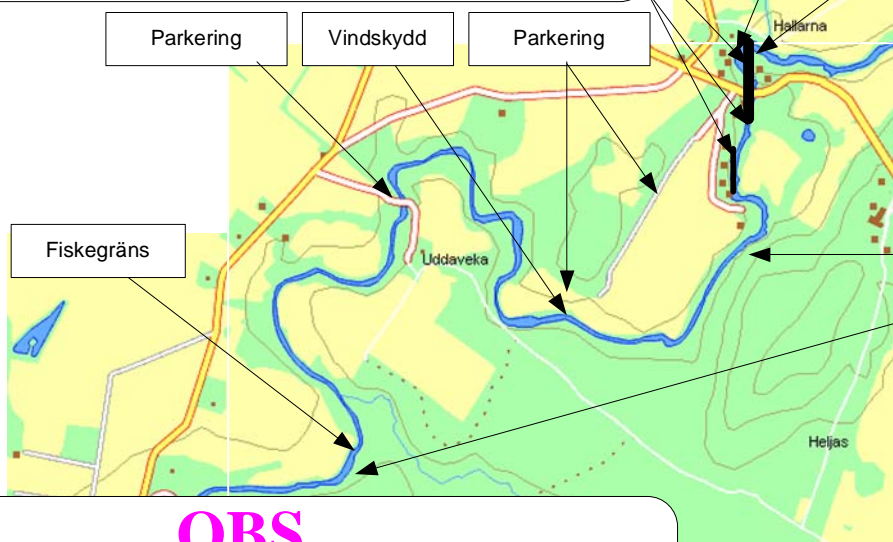 Hallarna
Parkering
Vindskydd
Parkering
Fiskegräns
Uddaveka
Heljas
OBS